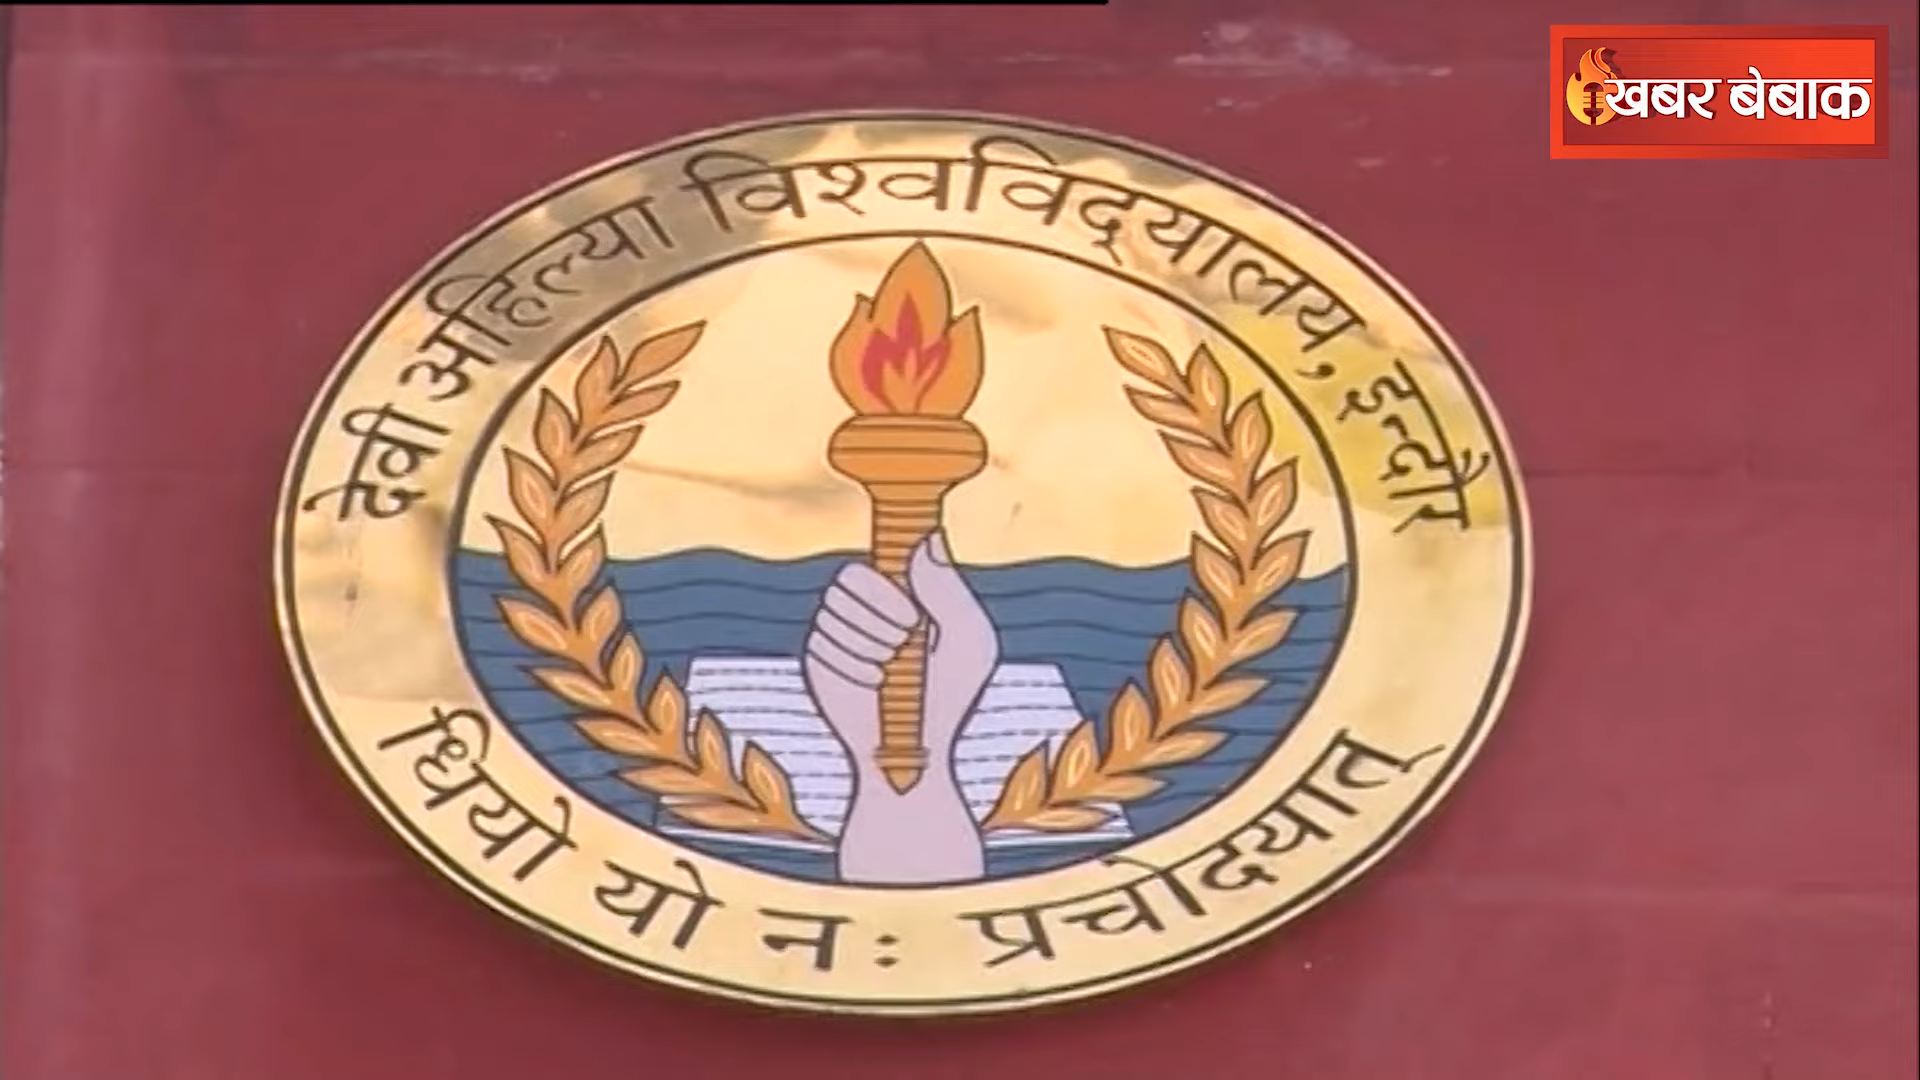 खबर बेबाक
देवी अहिल्या विश्वविद्यालय, इन्दौर
धियो यो नः प्रचोदयात्